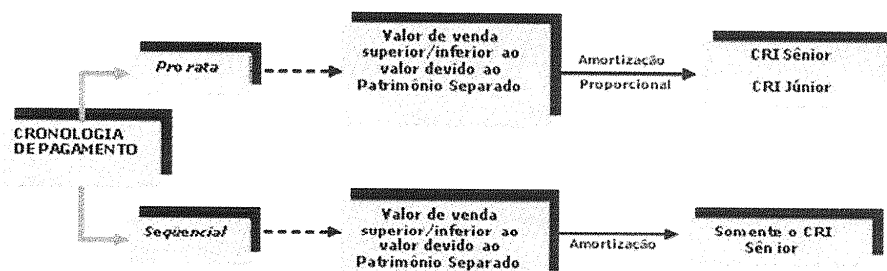 Pro rata
Valor de venda
superior/inferior ao
valor devido ao
Patrimônio Separado
Amortização
Proporcional
CRI Sênior
CRI Júnior
CRONOLOGIA
DE PAGAMENTO
Seqüencial
Valor de venda
superior/inferior ao
valor devido ao
Patrimônio Separado
Amortização
Somente o CRI
Sênior